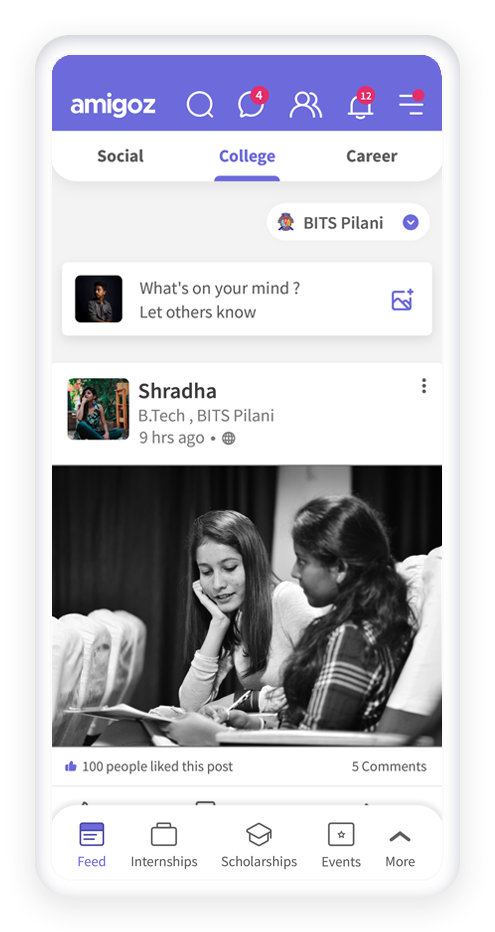 amigoz
4
12
Social College Career
BITS Pilani
What's on your mind ?
Let others know
Shradha
B.Tech , BITS Pilani
9 hrs ago •
100 people liked this post 5 Comments
Feed Internships Scholarships Events More